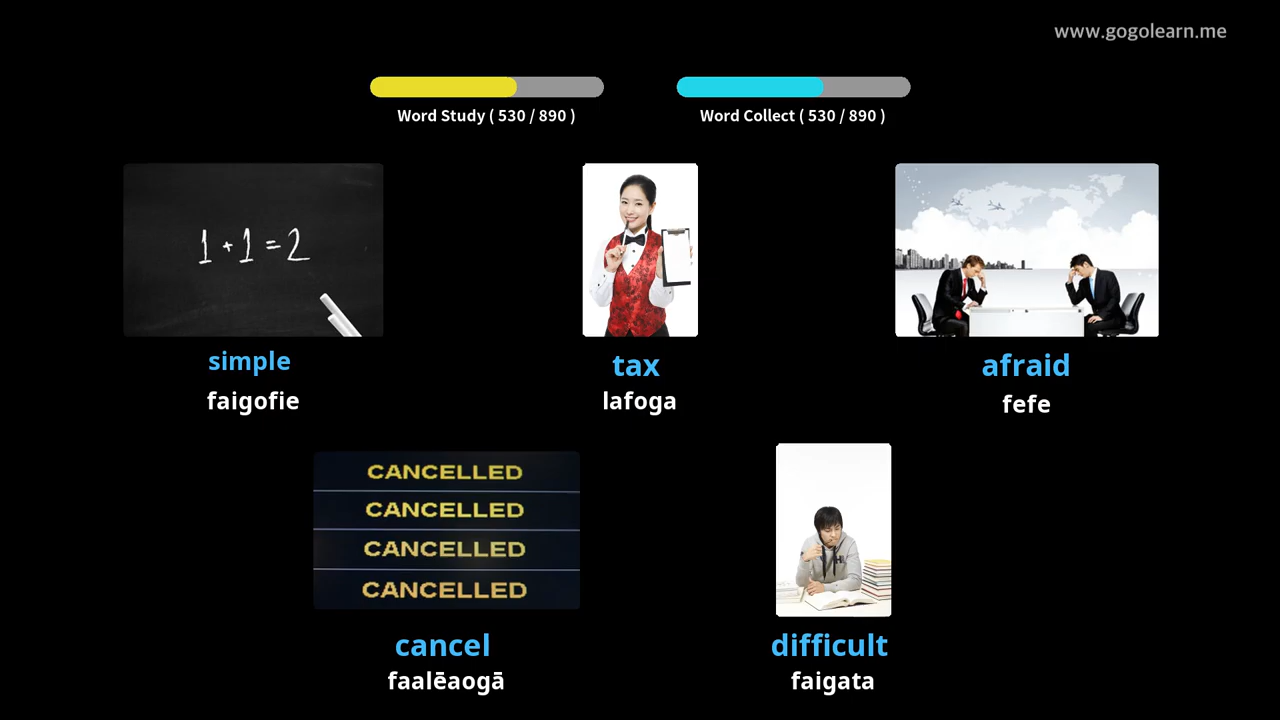 www.gogolearn.me
Word Study ( 530 / 890 )
Word Collect ( 530 / 890 )
1 + 1 = 2
simple
faigofie
tax
lafoga
afraid
fefe
CANCELLED
CANCELLED
CANCELLED
CANCELLED
cancel
faalēaogā
difficult
faigata